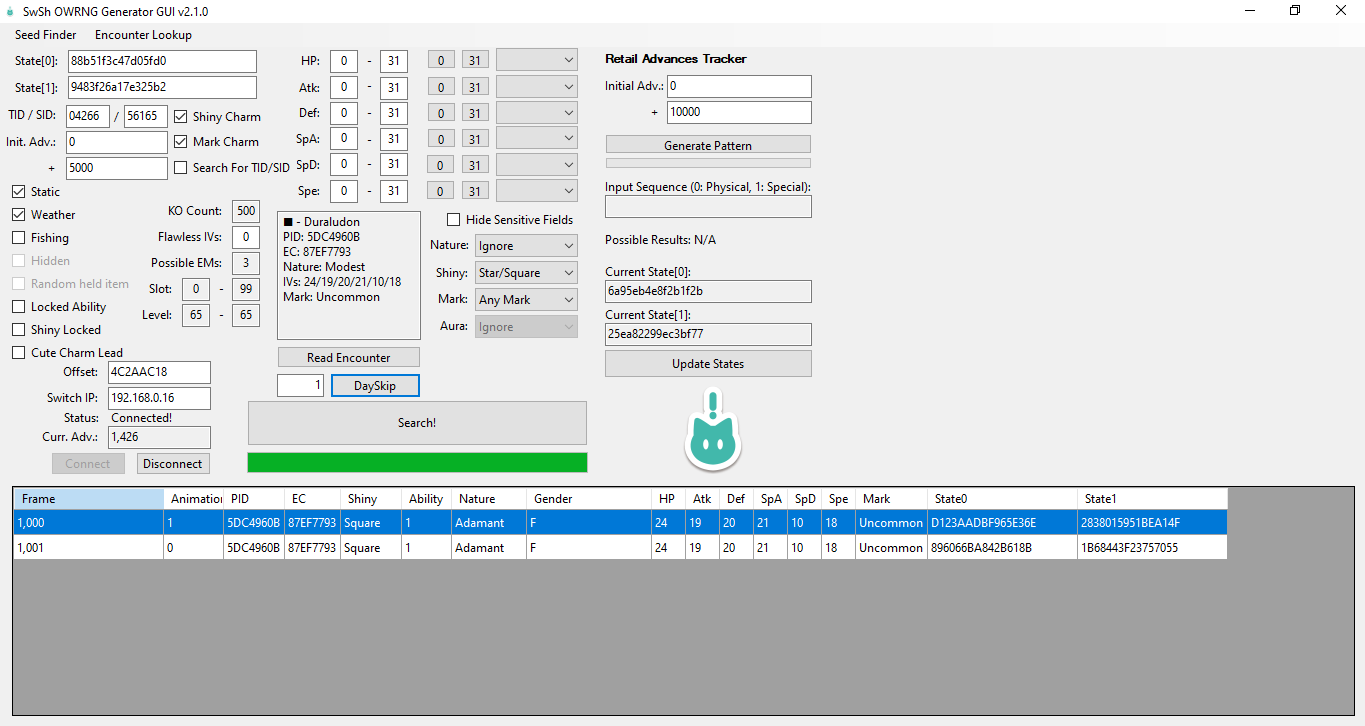 SwSh OWRNG Generator GUI v2.1.0
Seed Finder Encounter Lookup
State[0]: 88b51f3c47d05fd0
State[1]: 9483f26a17e325b2
TID / SID: 04266 / 56165 Shiny Charm
Init. Adv.: 0 Mark Charm
+ 5000 Search For TID/SID
Static
Weather
Fishing
Hidden
Random held item
Locked Ability
Shiny Locked
Cute Charm Lead
KO Count: 500
Flawless IVs: 0
Possible EMs: 3
Slot: 0 - 99
Level: 65 - 65
Offset: 4C2AAC18
Switch IP: 192.168.0.16
Status: Connected!
Curr. Adv.: 1,426
Connect Disconnect
HP: 0 - 31 0 31
Atk: 0 - 31 0 31
Def: 0 - 31 0 31
SpA: 0 - 31 0 31
SpD: 0 - 31 0 31
Spe: 0 - 31 0 31
■ - Duraludon
PID: 5DC4960B
EC: 87EF7793
Nature: Modest
IVs: 24/19/20/21/10/18
Mark: Uncommon
Read Encounter
1 DaySkip
Search!
Hide Sensitive Fields
Nature: Ignore
Shiny: Star/Square
Mark: Any Mark
Aura: Ignore
Retail Advances Tracker
Initial Adv.: 0
+ 10000
Generate Pattern
Input Sequence (0: Physical, 1: Special):
Possible Results: N/A
Current State[0]:
6a95eb4e8f2b1f2b
Current State[1]:
25ea82299ec3bf77
Update States
Frame Animation PID EC Shiny Ability Nature Gender HP Atk Def SpA SpD Spe Mark State0 State1
1,000 1 5DC4960B 87EF7793 Square 1 Adamant F 24 19 20 21 10 18 Uncommon D123AADBF965E36E 2838015951BEA14F
1,001 0 5DC4960B 87EF7793 Square 1 Adamant F 24 19 20 21 10 18 Uncommon 896066BA842B618B 1B68443F23757055